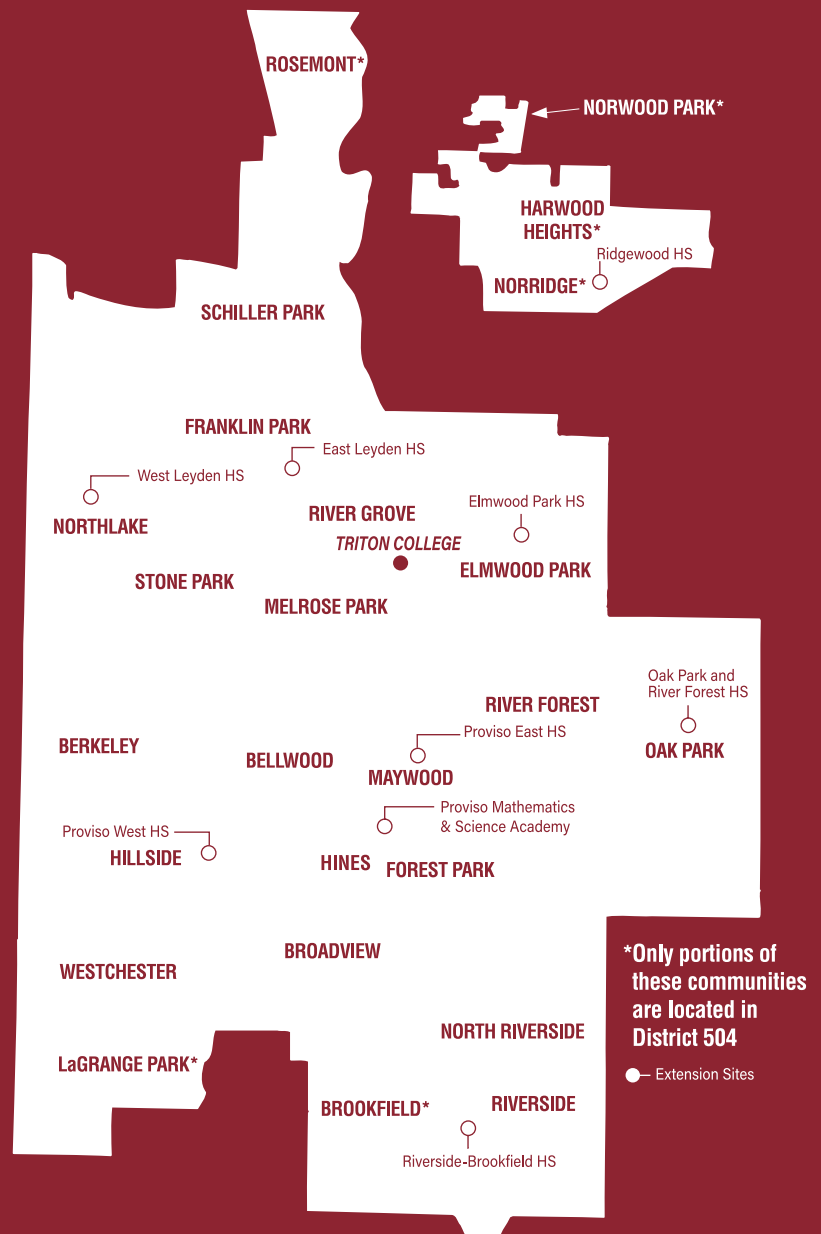 ROSEMONT*
NORWOOD PARK*
HARWOOD
HEIGHTS*
Ridgewood HS
NORRIDGE*
SCHILLER PARK
FRANKLIN PARK
East Leyden HS
West Leyden HS
NORTHLAKE
RIVER GROVE
Elmwood Park HS
TRITON COLLEGE
ELMWOOD PARK
STONE PARK
MELROSE PARK
Oak Park and
River Forest HS
RIVER FOREST
Proviso East HS
OAK PARK
BERKELEY
BELLWOOD
MAYWOOD
Proviso Mathematics
& Science Academy
Proviso West HS
HILLSIDE
HINES
FOREST PARK
BROADVIEW
WESTCHESTER
*Only portions of
these communities
are located in
District 504
NORTH RIVERSIDE
LaGRANGE PARK*
Extension Sites
BROOKFIELD*
RIVERSIDE
Riverside-Brookfield HS